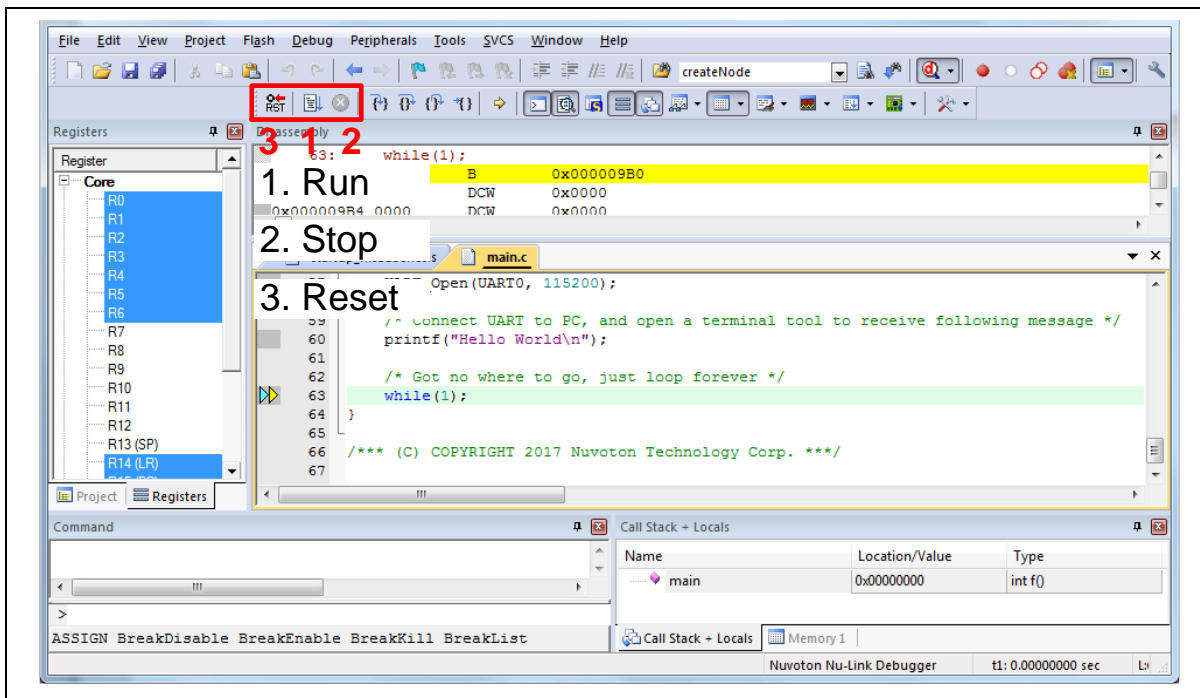 File Edit View Project Flash Debug Peripherals Tools SVCS Window Help
createNode
RST
3 1 2
Registers
Disassembly
Register
Core
R0
R1
R2
R3
R4
R5
R6
R7
R8
R9
R10
R11
R12
R13 (SP)
R14 (LR)
Project Registers
63: while(1);
B 0x000009B0
DCW 0x0000
0x000009B4 0000 DCW 0x0000
1. Run
2. Stop
3. Reset
main.c
Open(UART0, 115200);
59 /* Connect UART to PC, and open a terminal tool to receive following message */
60 printf("Hello World\n");
61
62 /* Got no where to go, just loop forever */
63 while(1);
64 }
65
66 /*** (C) COPYRIGHT 2017 Nuvoton Technology Corp. ***/
67
Command
>
ASSIGN BreakDisable BreakEnable BreakKill BreakList
Call Stack + Locals
Name Location/Value Type
main 0x00000000 int f()
Call Stack + Locals Memory 1
Nuvoton Nu-Link Debugger t1: 0.00000000 sec